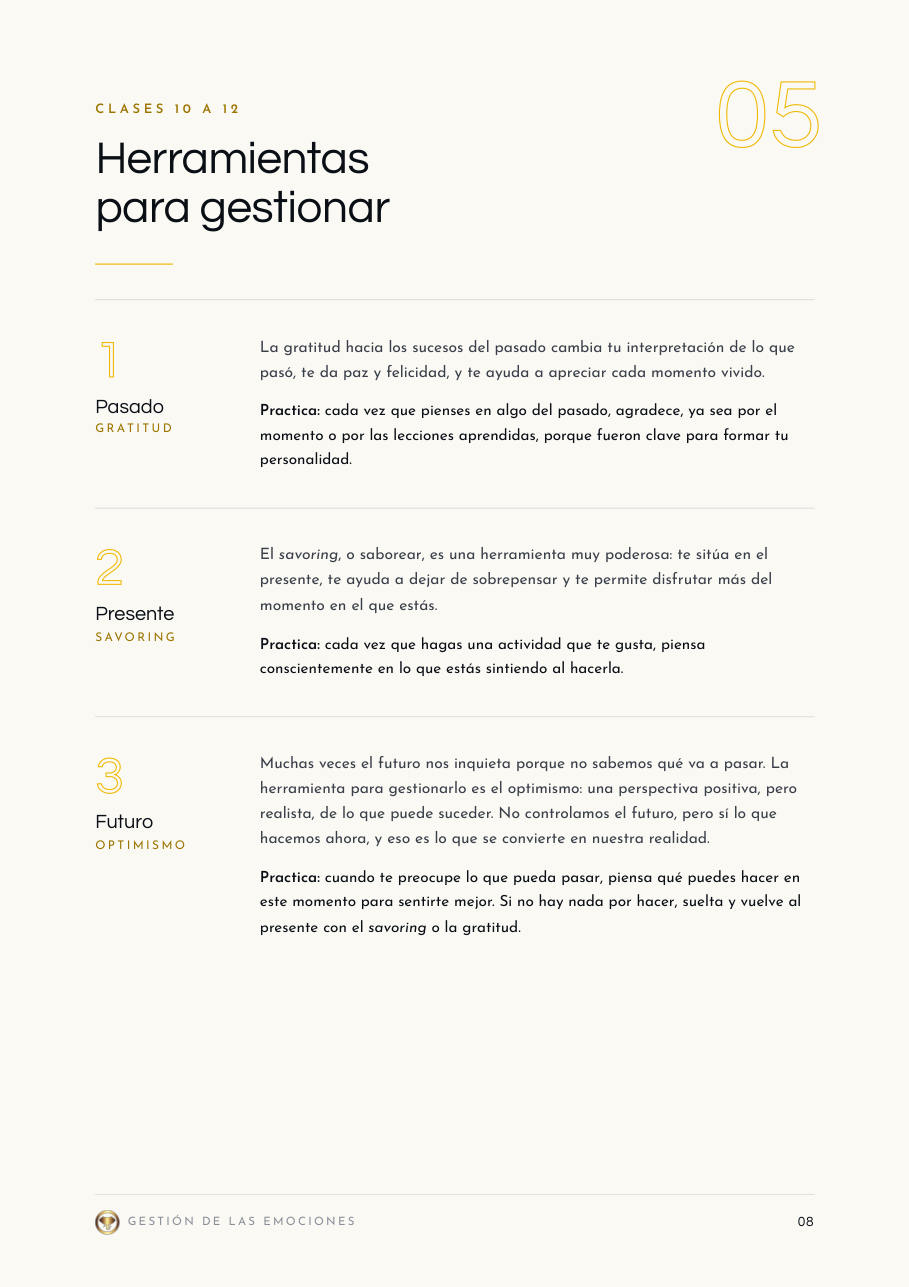 CLASES 10 A 12
05
Herramientas
para gestionar
1
Pasado
GRATITUD
La gratitud hacia los sucesos del pasado cambia tu interpretación de lo que
pasó, te da paz y felicidad, y te ayuda a apreciar cada momento vivido.
Practica: cada vez que pienses en algo del pasado, agradece, ya sea por el
momento o por las lecciones aprendidas, porque fueron clave para formar tu
personalidad.
2
Presente
SAVORING
El savoring, o saborear, es una herramienta muy poderosa: te sitúa en el
presente, te ayuda a dejar de sobrepensar y te permite disfrutar más del
momento en el que estás.
Practica: cada vez que hagas una actividad que te gusta, piensa
conscientemente en lo que estás sintiendo al hacerla.
3
Futuro
OPTIMISMO
Muchas veces el futuro nos inquieta porque no sabemos qué va a pasar. La
herramienta para gestionarlo es el optimismo: una perspectiva positiva, pero
realista, de lo que puede suceder. No controlamos el futuro, pero sí lo que
hacemos ahora, y eso es lo que se convierte en nuestra realidad.
Practica: cuando te preocupe lo que pueda pasar, piensa qué puedes hacer en
este momento para sentirte mejor. Si no hay nada por hacer, suelta y vuelve al
presente con el savoring o la gratitud.
GESTIÓN DE LAS EMOCIONES
08